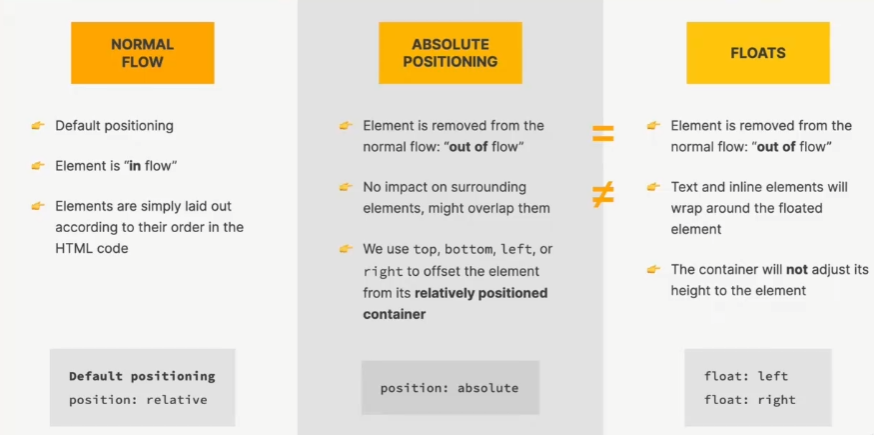 NORMAL
FLOW
Default positioning
Element is "in flow"
Elements are simply laid out
according to their order in the
HTML code
Default positioning
position: relative
ABSOLUTE
POSITIONING
Element is removed from the
normal flow: "out of flow"
No impact on surrounding
elements, might overlap them
We use top, bottom, left, or
right to offset the element
from its relatively positioned
container
position: absolute
=
≠
FLOATS
Element is removed from the
normal flow: "out of flow"
Text and inline elements will
wrap around the floated
element
The container will not adjust its
height to the element
float: left
float: right